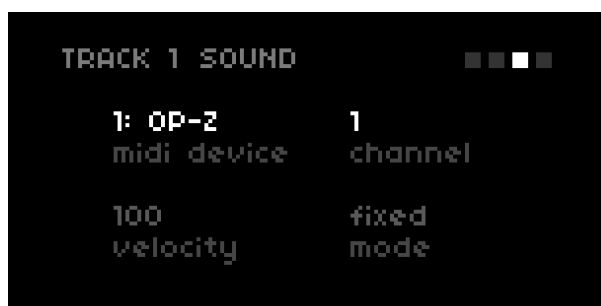 TRACK 1 SOUND
1: OP-Z 1
midi device channel
100 fixed
velocity mode